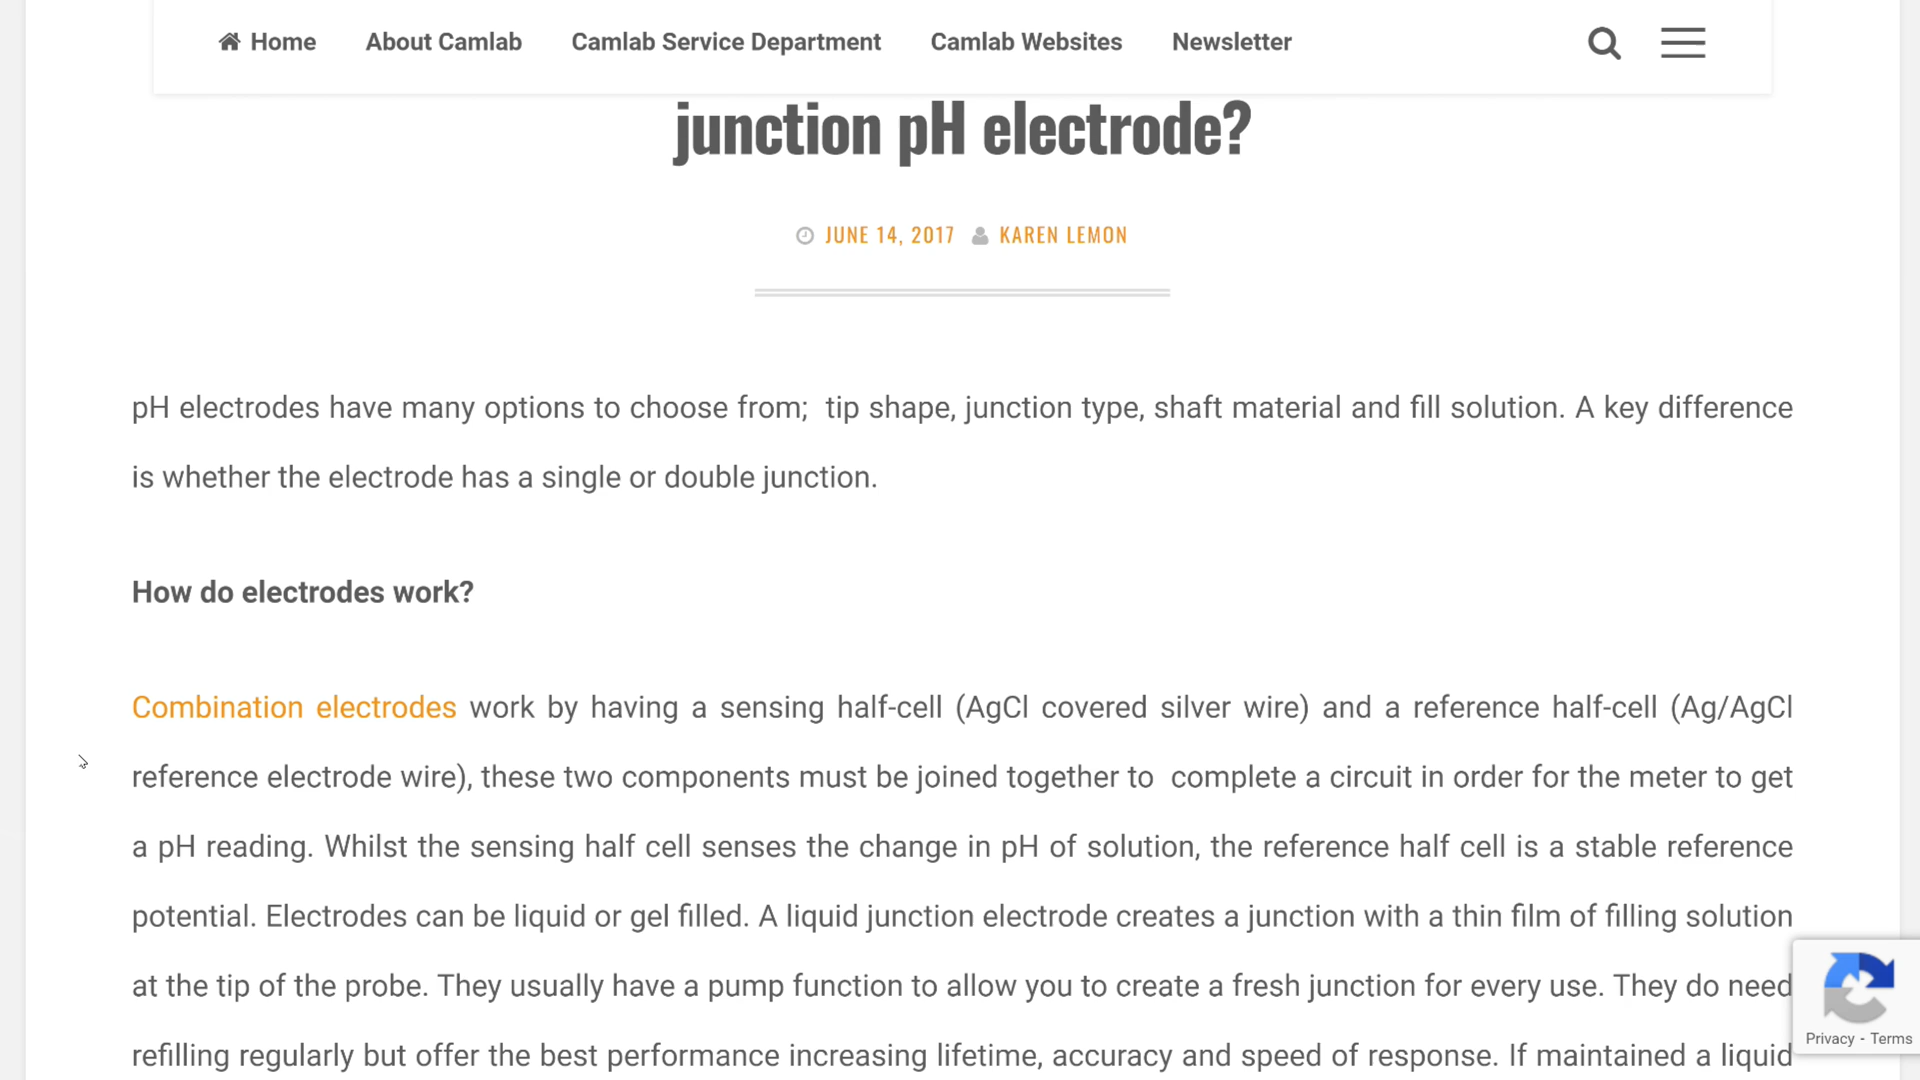 Home About Camlab Camlab Service Department Camlab Websites Newsletter
junction pH electrode?
JUNE 14, 2017 KAREN LEMON
pH electrodes have many options to choose from;  tip shape, junction type, shaft material and fill solution. A key difference
is whether the electrode has a single or double junction.
How do electrodes work?
Combination electrodes work by having a sensing half-cell (AgCl covered silver wire) and a reference half-cell (Ag/AgCl
reference electrode wire), these two components must be joined together to  complete a circuit in order for the meter to get
a pH reading. Whilst the sensing half cell senses the change in pH of solution, the reference half cell is a stable reference
potential. Electrodes can be liquid or gel filled. A liquid junction electrode creates a junction with a thin film of filling solution
at the tip of the probe. They usually have a pump function to allow you to create a fresh junction for every use. They do need
refilling regularly but offer the best performance increasing lifetime, accuracy and speed of response. If maintained a liquid
Privacy - Terms